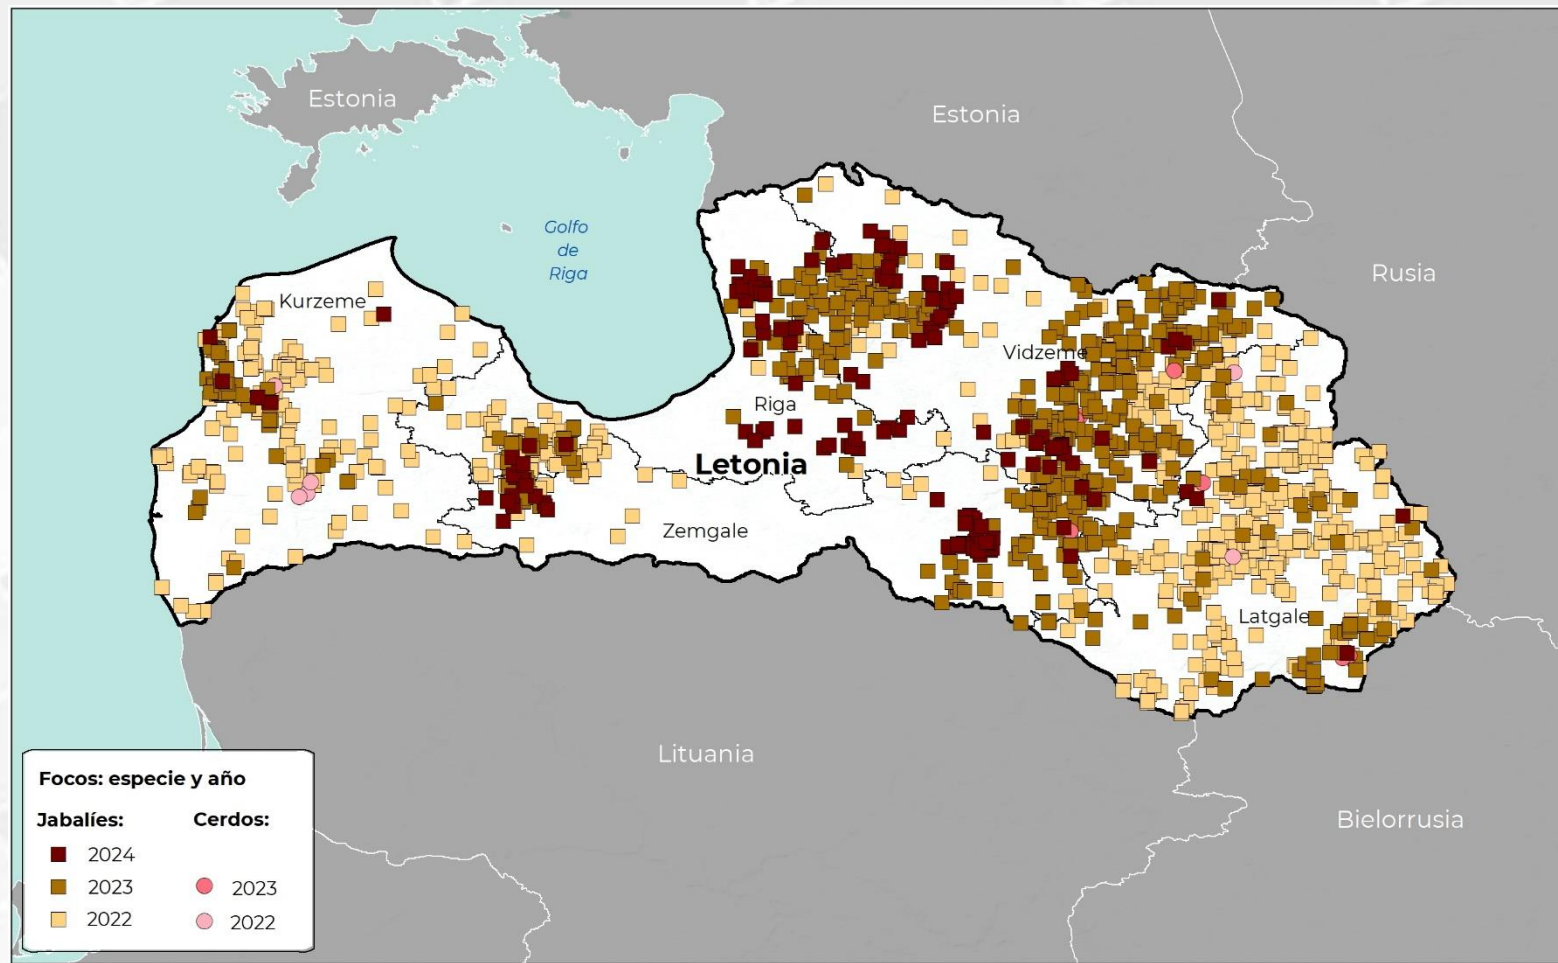 Estonia
Estonia
Golfo
de
Riga
Rusia
Kurzeme
Vidzeme
Riga
Letonia
Zemgale
Latgale
Lituania
Bielorrusia
Focos: especie y año
Jabalíes: Cerdos:
2024
2023 2023
2022 2022